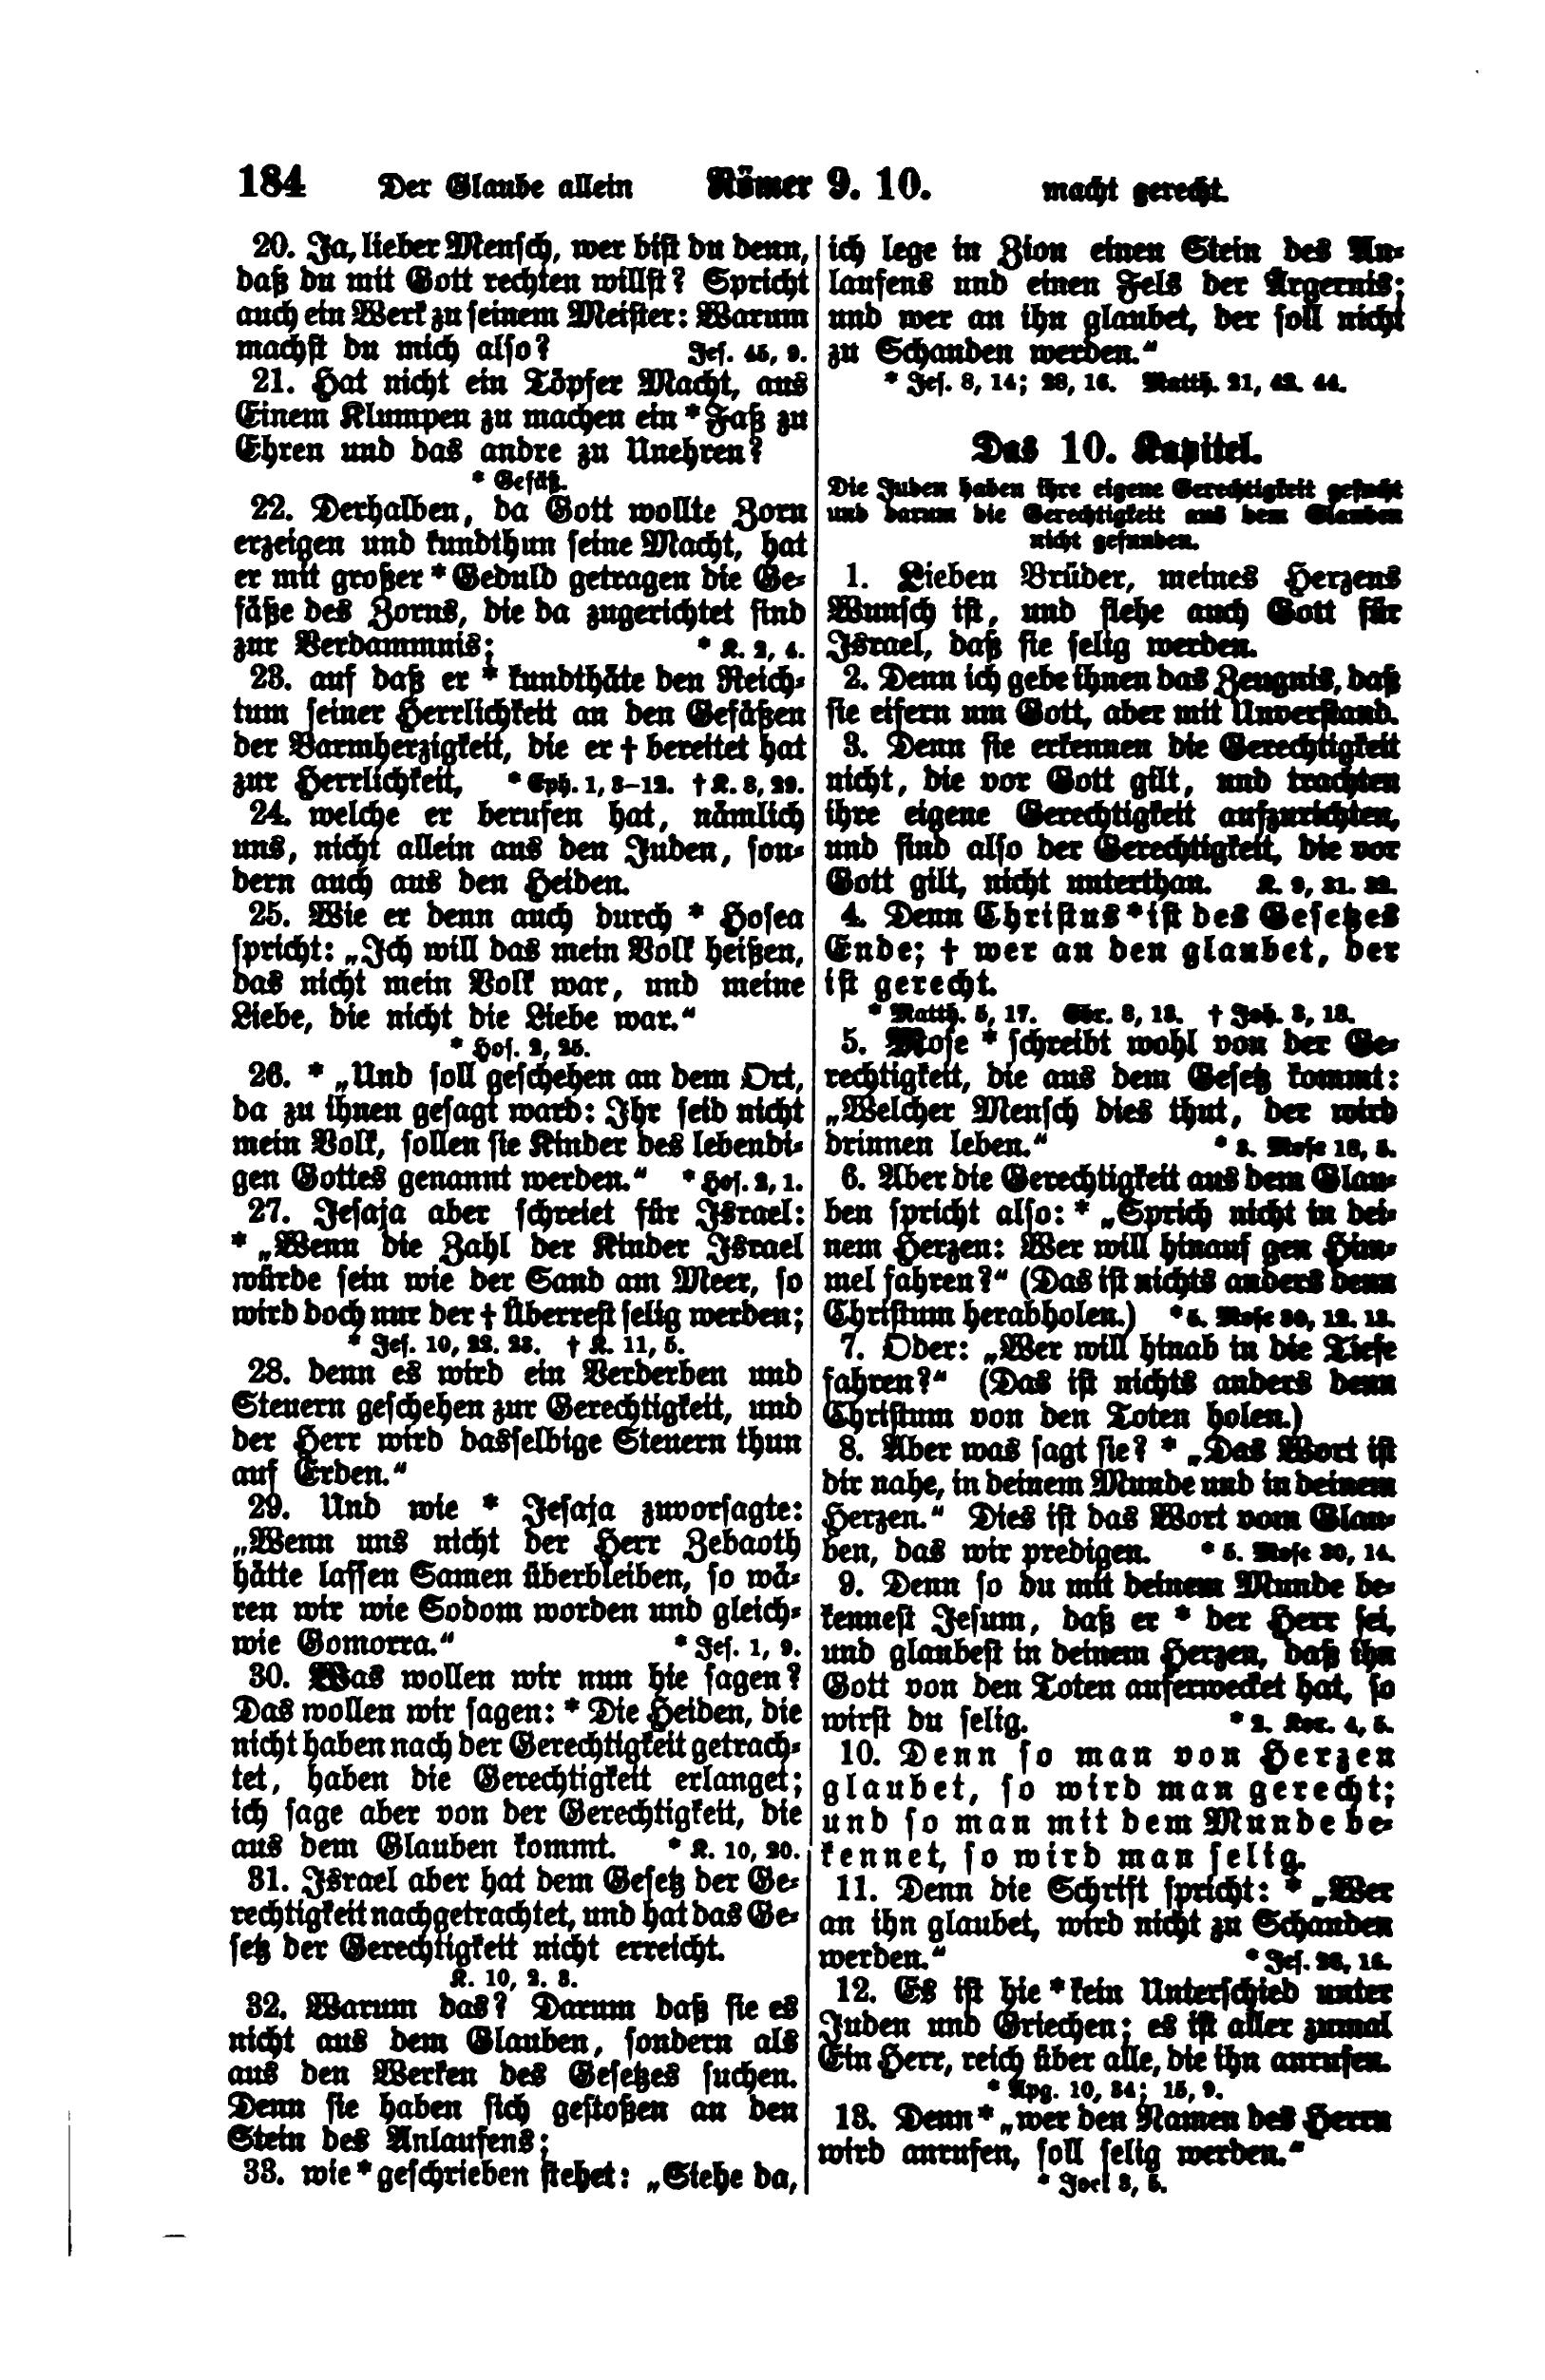 184 Der Glaube allein Römer 9. 10. macht gerecht.
20. Ja, lieber Mensch, wer bist du denn,
daß du mit Gott rechten willst? Spricht
auch ein Werk zu seinem Meister: Warum
machst du mich also? Jes. 45, 9.
21. Hat nicht ein Töpfer Macht, aus
Einem Klumpen zu machen ein * Faß zu
Ehren und das andre zu Unehren?
* Gefäß.
22. Derhalben, da Gott wollte Zorn
erzeigen und kundthun seine Macht, hat
er mit großer * Geduld getragen die Ge-
fäße des Zorns, die da zugerichtet sind
zur Verdammnis; * K. 2, 4.
23. auf daß er * kundthäte den Reich-
tum seiner Herrlichkeit an den Gefäßen
der Barmherzigkeit, die er † bereitet hat
zur Herrlichkeit, * Eph. 1, 3–12. † K. 8, 29.
24. welche er berufen hat, nämlich
uns, nicht allein aus den Juden, son-
dern auch aus den Heiden.
25. Wie er denn auch durch * Hosea
spricht: „Ich will das mein Volk heißen,
das nicht mein Volk war, und meine
Liebe, die nicht die Liebe war.“
* Hos. 2, 25.
26. * „Und soll geschehen an dem Ort,
da zu ihnen gesagt ward: Ihr seid nicht
mein Volk, sollen sie Kinder des lebendi-
gen Gottes genannt werden.“ * Hos. 2, 1.
27. Jesaja aber schreiet für Israel:
* „Wenn die Zahl der Kinder Israel
würde sein wie der Sand am Meer, so
wird doch nur der † Überrest selig werden;
* Jes. 10, 22. 23. † K. 11, 5.
28. denn es wird ein Verderben und
Steuern geschehen zur Gerechtigkeit, und
der Herr wird dasselbige Steuern thun
auf Erden.“
29. Und wie * Jesaja zuvorsagte:
„Wenn uns nicht der Herr Zebaoth
hätte lassen Samen überbleiben, so wä-
ren wir wie Sodom worden und gleich-
wie Gomorra.“ * Jes. 1, 9.
30. Was wollen wir nun hie sagen?
Das wollen wir sagen: * Die Heiden, die
nicht haben nach der Gerechtigkeit getrach-
tet, haben die Gerechtigkeit erlanget;
ich sage aber von der Gerechtigkeit, die
aus dem Glauben kommt. * K. 10, 20.
31. Israel aber hat dem Gesetz der Ge-
rechtigkeit nachgetrachtet, und hat das Ge-
setz der Gerechtigkeit nicht erreicht.
K. 10, 2. 3.
32. Warum das? Darum daß sie es
nicht aus dem Glauben, sondern als
aus den Werken des Gesetzes suchen.
Denn sie haben sich gestoßen an den
Stein des Anlaufens;
33. wie * geschrieben stehet: „Siehe da,
ich lege in Zion einen Stein des An-
laufens und einen Fels der Ärgernis;
und wer an ihn glaubet, der soll nicht
zu Schanden werden.“
* Jes. 8, 14; 28, 16. Matth. 21, 42. 44.
Das 10. Kapitel.
Die Juden haben ihre eigene Gerechtigkeit gesucht
und darum die Gerechtigkeit aus dem Glauben
nicht gefunden.
1. Lieben Brüder, meines Herzens
Wunsch ist, und flehe auch Gott für
Israel, daß sie selig werden.
2. Denn ich gebe ihnen das Zeugnis, daß
sie eifern um Gott, aber mit Unverstand.
3. Denn sie erkennen die Gerechtigkeit
nicht, die vor Gott gilt, und trachten
ihre eigene Gerechtigkeit aufzurichten,
und sind also der Gerechtigkeit, die vor
Gott gilt, nicht unterthan. K. 9, 31. 32.
4. Denn Christus * ist des Gesetzes
Ende; † wer an den glaubet, der
ist gerecht.
* Matth. 5, 17. Ebr. 8, 13. † Joh. 3, 18.
5. Mose * schreibt wohl von der Ge-
rechtigkeit, die aus dem Gesetz kommt:
„Welcher Mensch dies thut, der wird
drinnen leben.“ * 3. Mose 18, 5.
6. Aber die Gerechtigkeit aus dem Glau-
ben spricht also: * „Sprich nicht in dei-
nem Herzen: Wer will hinauf gen Him-
mel fahren?“ (Das ist nichts anders denn
Christum herabholen.) * 5. Mose 30, 12. 13.
7. Oder: „Wer will hinab in die Tiefe
fahren?“ (Das ist nichts anders denn
Christum von den Toten holen.)
8. Aber was sagt sie? * „Das Wort ist
dir nahe, in deinem Munde und in deinem
Herzen.“ Dies ist das Wort vom Glau-
ben, das wir predigen. * 5. Mose 30, 14.
9. Denn so du mit deinem Munde be-
kennest Jesum, daß er * der Herr sei,
und glaubest in deinem Herzen, daß ihn
Gott von den Toten auferwecket hat, so
wirst du selig. * 2. Kor. 4, 5.
10. Denn so man von Herzen
glaubet, so wird man gerecht;
und so man mit dem Munde be-
kennet, so wird man selig.
11. Denn die Schrift spricht: * „Wer
an ihn glaubet, wird nicht zu Schanden
werden.“ * Jes. 28, 16.
12. Es ist hie * kein Unterschied unter
Juden und Griechen; es ist aller zumal
Ein Herr, reich über alle, die ihn anrufen.
* Apg. 10, 34; 15, 9.
13. Denn * „wer den Namen des Herrn
wird anrufen, soll selig werden.“
* Joel 3, 5.